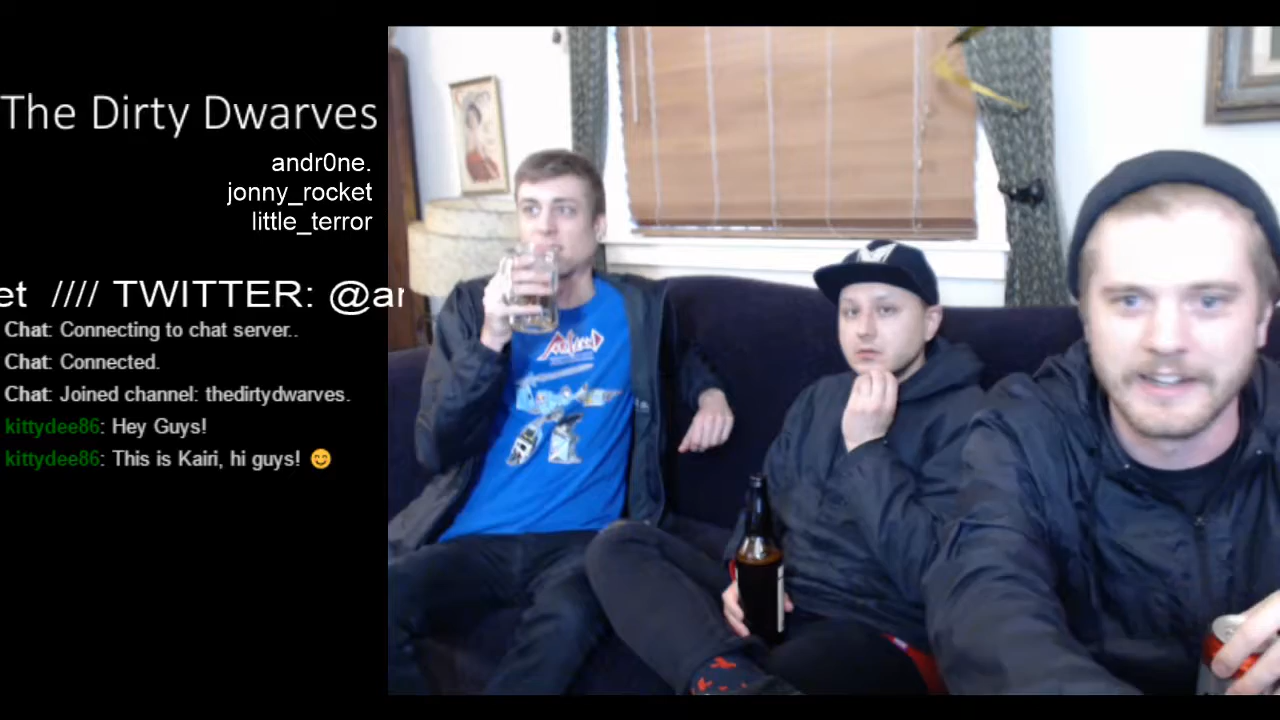 The Dirty Dwarves
andr0ne.
jonny_rocket
little_terror
et //// TWITTER: @ar
Chat: Connecting to chat server..
Chat: Connected.
Chat: Joined channel: thedirtydwarves.
kittydee86: Hey Guys!
kittydee86: This is Kairi, hi guys! 😊